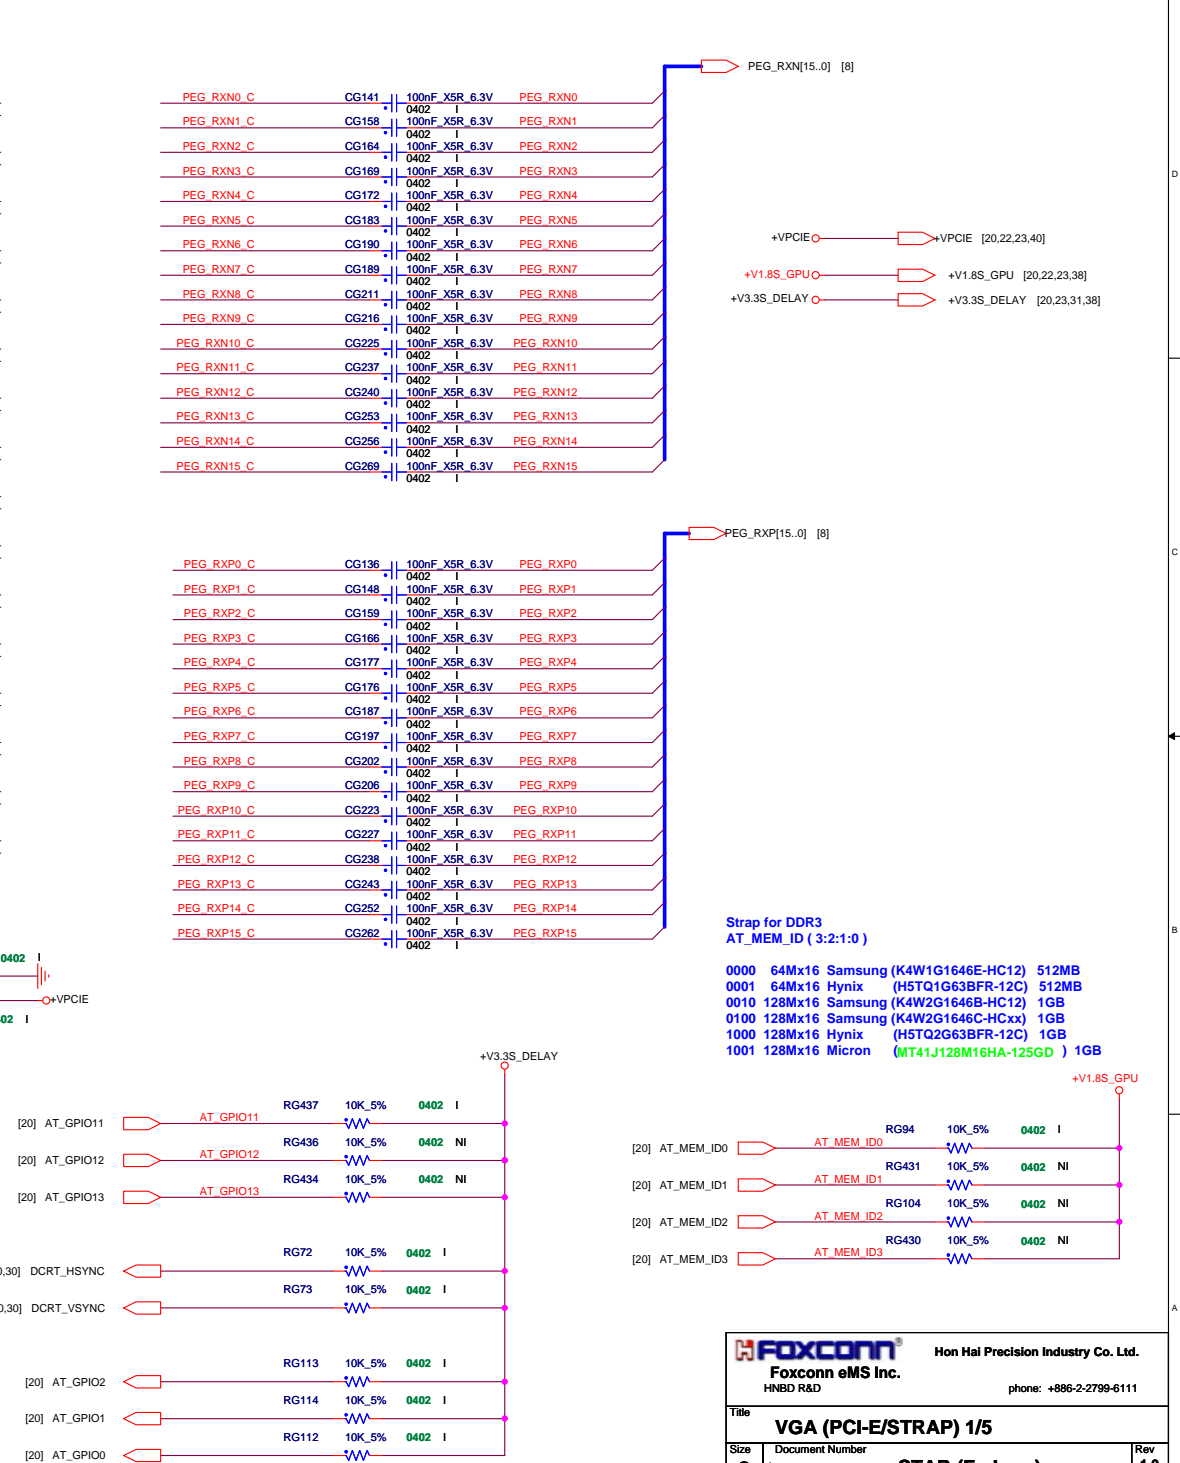 PEG_RXN[15..0] [8]
PEG_RXN0_C CG141 100nF_X5R_6.3V PEG_RXN0
0402 I
PEG_RXN1_C CG158 100nF_X5R_6.3V PEG_RXN1
0402 I
PEG_RXN2_C CG164 100nF_X5R_6.3V PEG_RXN2
0402 I
PEG_RXN3_C CG169 100nF_X5R_6.3V PEG_RXN3
0402 I
PEG_RXN4_C CG172 100nF_X5R_6.3V PEG_RXN4
0402 I
PEG_RXN5_C CG183 100nF_X5R_6.3V PEG_RXN5
0402 I
PEG_RXN6_C CG190 100nF_X5R_6.3V PEG_RXN6
0402 I
PEG_RXN7_C CG189 100nF_X5R_6.3V PEG_RXN7
0402 I
PEG_RXN8_C CG211 100nF_X5R_6.3V PEG_RXN8
0402 I
PEG_RXN9_C CG216 100nF_X5R_6.3V PEG_RXN9
0402 I
PEG_RXN10_C CG225 100nF_X5R_6.3V PEG_RXN10
0402 I
PEG_RXN11_C CG237 100nF_X5R_6.3V PEG_RXN11
0402 I
PEG_RXN12_C CG240 100nF_X5R_6.3V PEG_RXN12
0402 I
PEG_RXN13_C CG253 100nF_X5R_6.3V PEG_RXN13
0402 I
PEG_RXN14_C CG256 100nF_X5R_6.3V PEG_RXN14
0402 I
PEG_RXN15_C CG269 100nF_X5R_6.3V PEG_RXN15
0402 I
D
+VPCIE +VPCIE [20,22,23,40]
+V1.8S_GPU +V1.8S_GPU [20,22,23,38]
+V3.3S_DELAY +V3.3S_DELAY [20,23,31,38]
PEG_RXP[15..0] [8]
C
PEG_RXP0_C CG136 100nF_X5R_6.3V PEG_RXP0
0402 I
PEG_RXP1_C CG148 100nF_X5R_6.3V PEG_RXP1
0402 I
PEG_RXP2_C CG159 100nF_X5R_6.3V PEG_RXP2
0402 I
PEG_RXP3_C CG166 100nF_X5R_6.3V PEG_RXP3
0402 I
PEG_RXP4_C CG177 100nF_X5R_6.3V PEG_RXP4
0402 I
PEG_RXP5_C CG176 100nF_X5R_6.3V PEG_RXP5
0402 I
PEG_RXP6_C CG187 100nF_X5R_6.3V PEG_RXP6
0402 I
PEG_RXP7_C CG197 100nF_X5R_6.3V PEG_RXP7
0402 I
PEG_RXP8_C CG202 100nF_X5R_6.3V PEG_RXP8
0402 I
PEG_RXP9_C CG206 100nF_X5R_6.3V PEG_RXP9
0402 I
PEG_RXP10_C CG223 100nF_X5R_6.3V PEG_RXP10
0402 I
PEG_RXP11_C CG227 100nF_X5R_6.3V PEG_RXP11
0402 I
PEG_RXP12_C CG238 100nF_X5R_6.3V PEG_RXP12
0402 I
PEG_RXP13_C CG243 100nF_X5R_6.3V PEG_RXP13
0402 I
PEG_RXP14_C CG252 100nF_X5R_6.3V PEG_RXP14
0402 I
PEG_RXP15_C CG262 100nF_X5R_6.3V PEG_RXP15
0402 I
B
0402 I
+VPCIE
02 I
Strap for DDR3
AT_MEM_ID ( 3:2:1:0 )
0000 64Mx16 Samsung (K4W1G1646E-HC12) 512MB
0001 64Mx16 Hynix (H5TQ1G63BFR-12C) 512MB
0010 128Mx16 Samsung (K4W2G1646B-HC12) 1GB
0100 128Mx16 Samsung (K4W2G1646C-HCxx) 1GB
1000 128Mx16 Hynix (H5TQ2G63BFR-12C) 1GB
1001 128Mx16 Micron (MT41J128M16HA-125GD ) 1GB
+V3.3S_DELAY
RG437 10K_5% 0402 I
[20] AT_GPIO11 AT_GPIO11
RG436 10K_5% 0402 NI
[20] AT_GPIO12 AT_GPIO12
RG434 10K_5% 0402 NI
[20] AT_GPIO13 AT_GPIO13
RG72 10K_5% 0402 I
0,30] DCRT_HSYNC
RG73 10K_5% 0402 I
0,30] DCRT_VSYNC
RG113 10K_5% 0402 I
[20] AT_GPIO2
RG114 10K_5% 0402 I
[20] AT_GPIO1
RG112 10K_5% 0402 I
[20] AT_GPIO0
+V1.8S_GPU
RG94 10K_5% 0402 I
[20] AT_MEM_ID0 AT_MEM_ID0
RG431 10K_5% 0402 NI
[20] AT_MEM_ID1 AT_MEM_ID1
RG104 10K_5% 0402 NI
[20] AT_MEM_ID2 AT_MEM_ID2
RG430 10K_5% 0402 NI
[20] AT_MEM_ID3 AT_MEM_ID3
A
FOXCONN® Hon Hai Precision Industry Co. Ltd.
Foxconn eMS Inc.
HNBD R&D phone: +886-2-2799-6111
Title
VGA (PCI-E/STRAP) 1/5
Size Document Number Rev